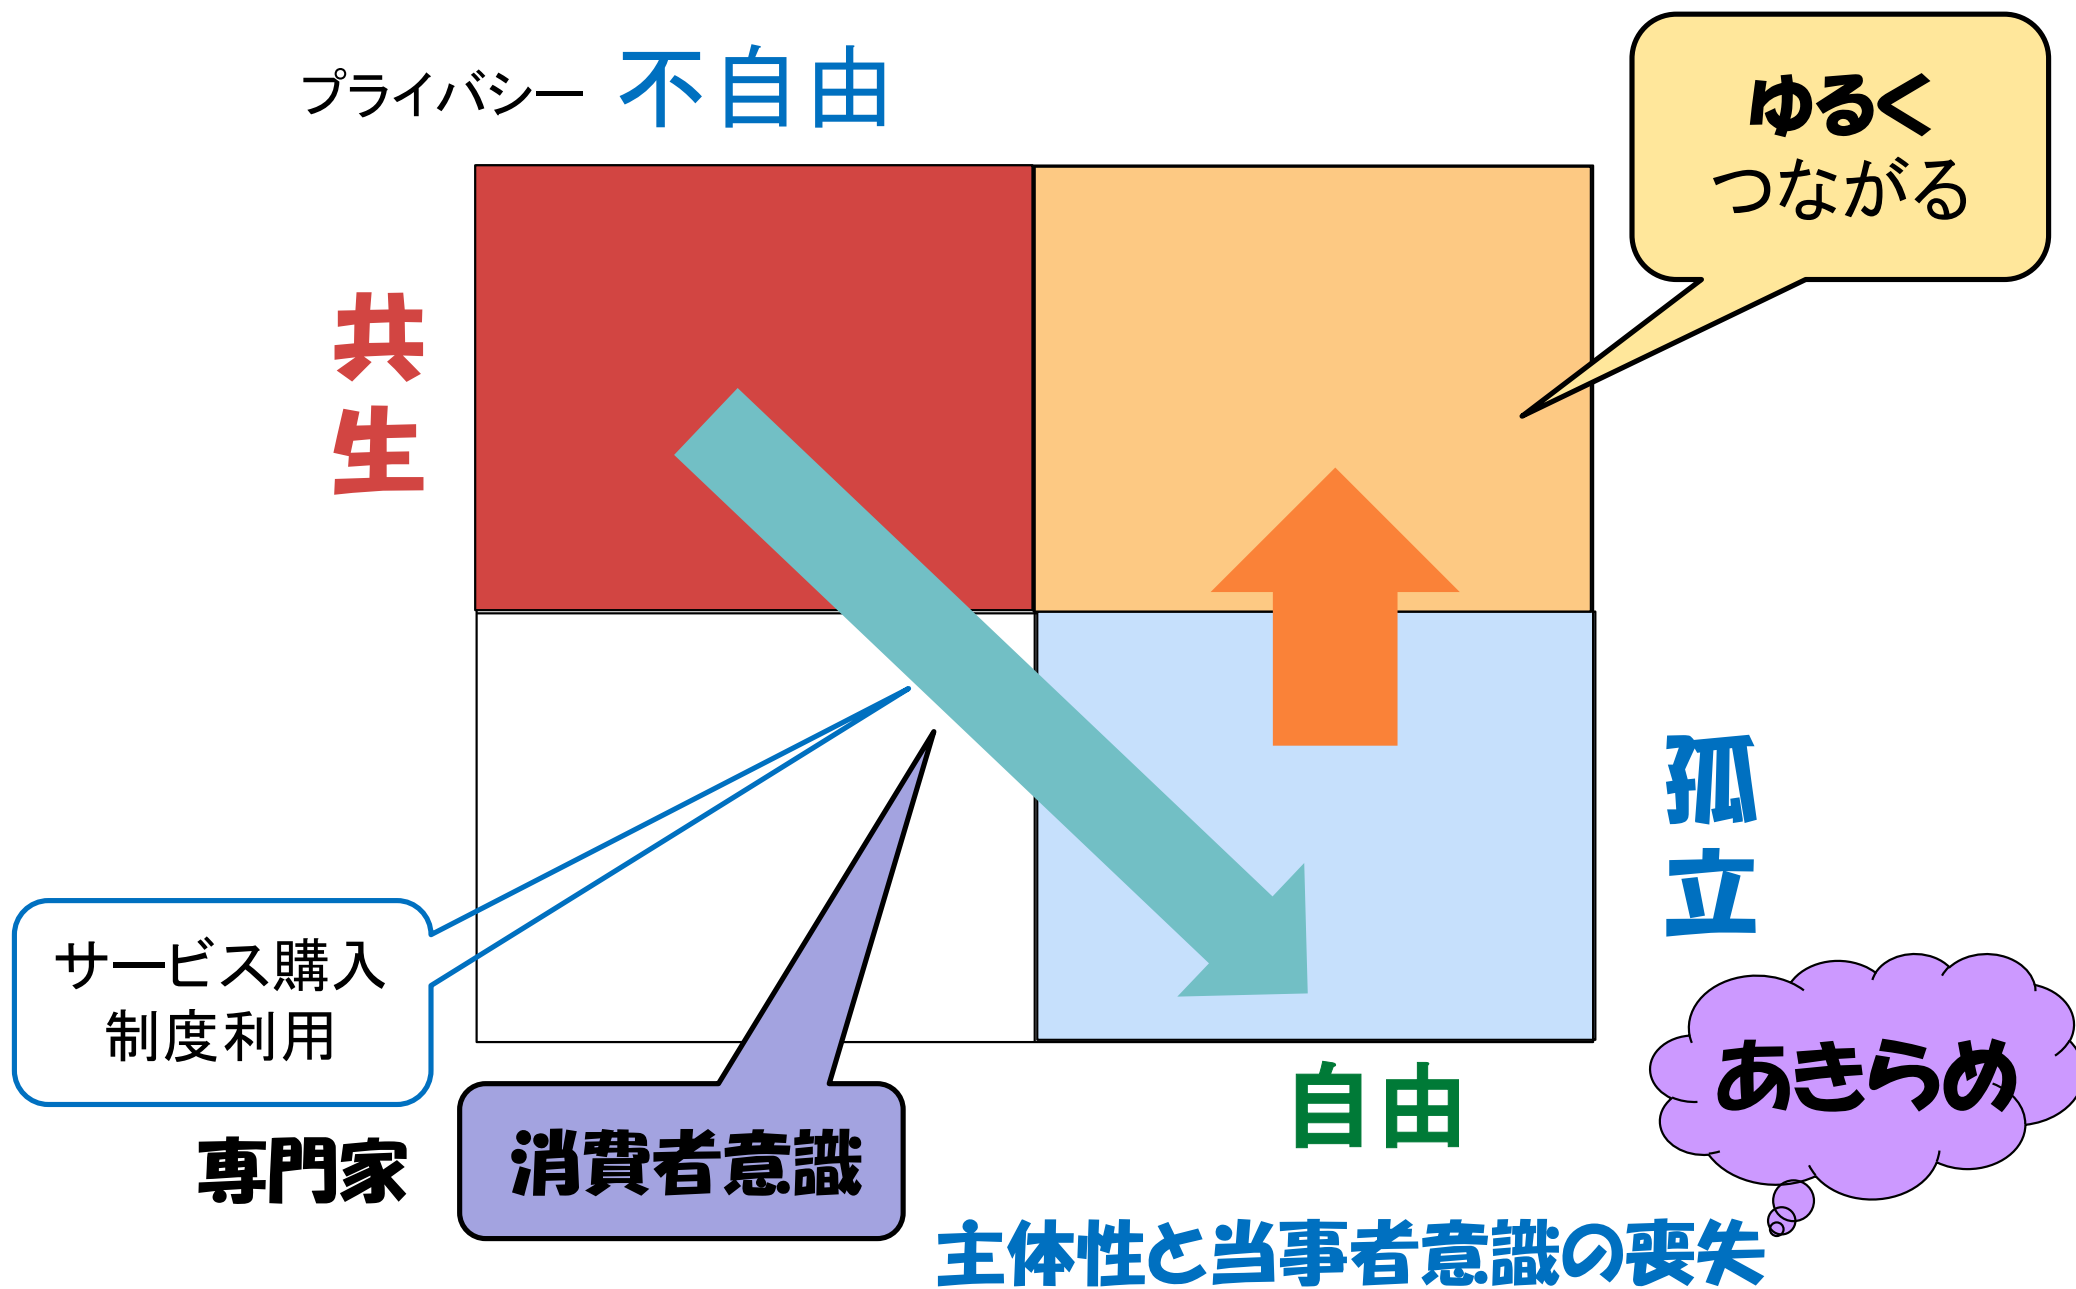 プライバシー 不自由
ゆるく
つながる
共生
孤立
サービス購入
制度利用
専門家
消費者意識
自由
あきらめ
主体性と当事者意識の喪失